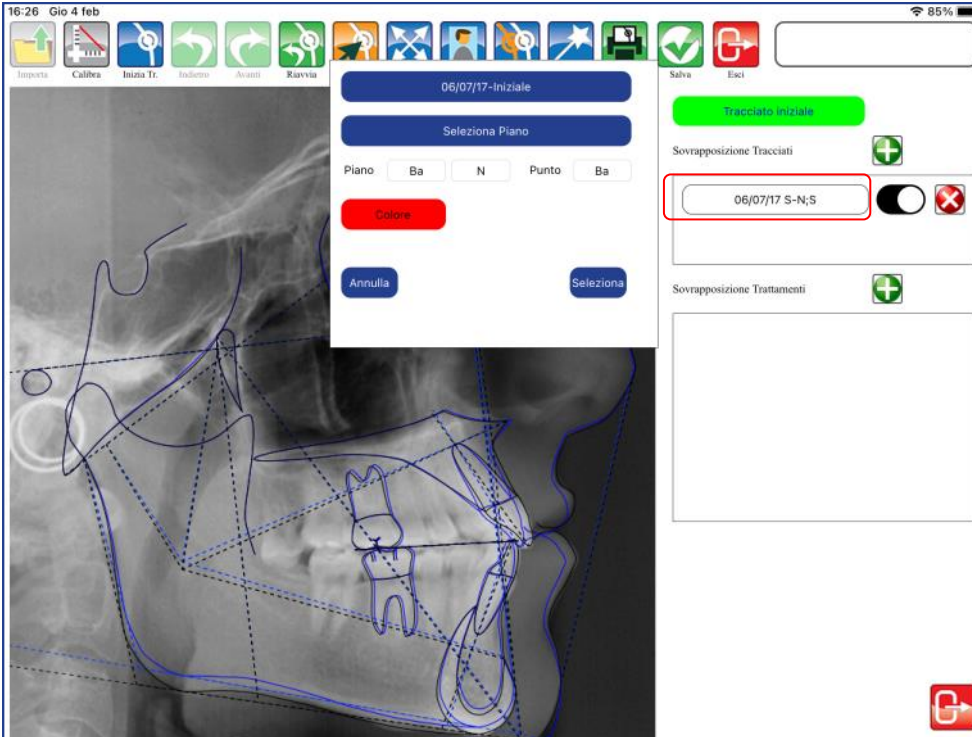 16:26 Gio 4 feb
85%
Importa
Calibra
Inizia Tr.
Indietro
Avanti
Riavvia
Salva
Esci
06/07/17-Iniziale
Seleziona Piano
Piano Ba N Punto Ba
Colore
Annulla
Seleziona
Tracciato iniziale
Sovrapposizione Tracciati
06/07/17 S-N;S
Sovrapposizione Trattamenti